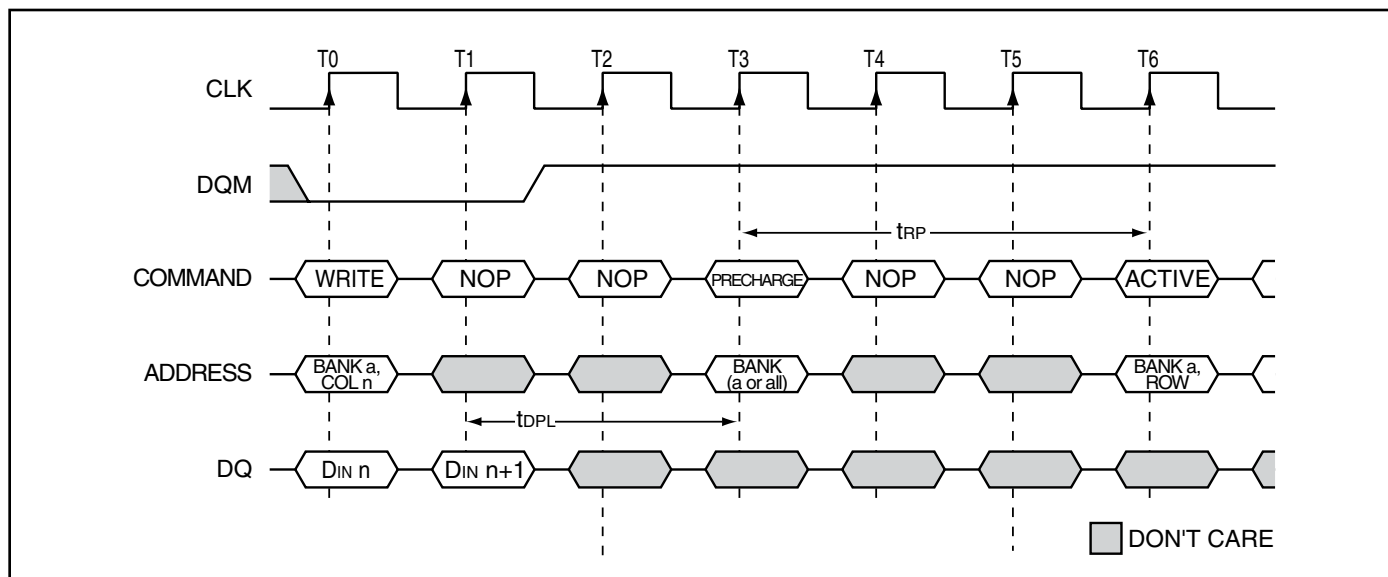 T0 T1 T2 T3 T4 T5 T6
CLK
DQM
tRP
COMMAND WRITE NOP NOP PRECHARGE NOP NOP ACTIVE
ADDRESS BANK a, COL n BANK (a or all) BANK a, ROW
tDPL
DQ DIN n DIN n+1
DON'T CARE